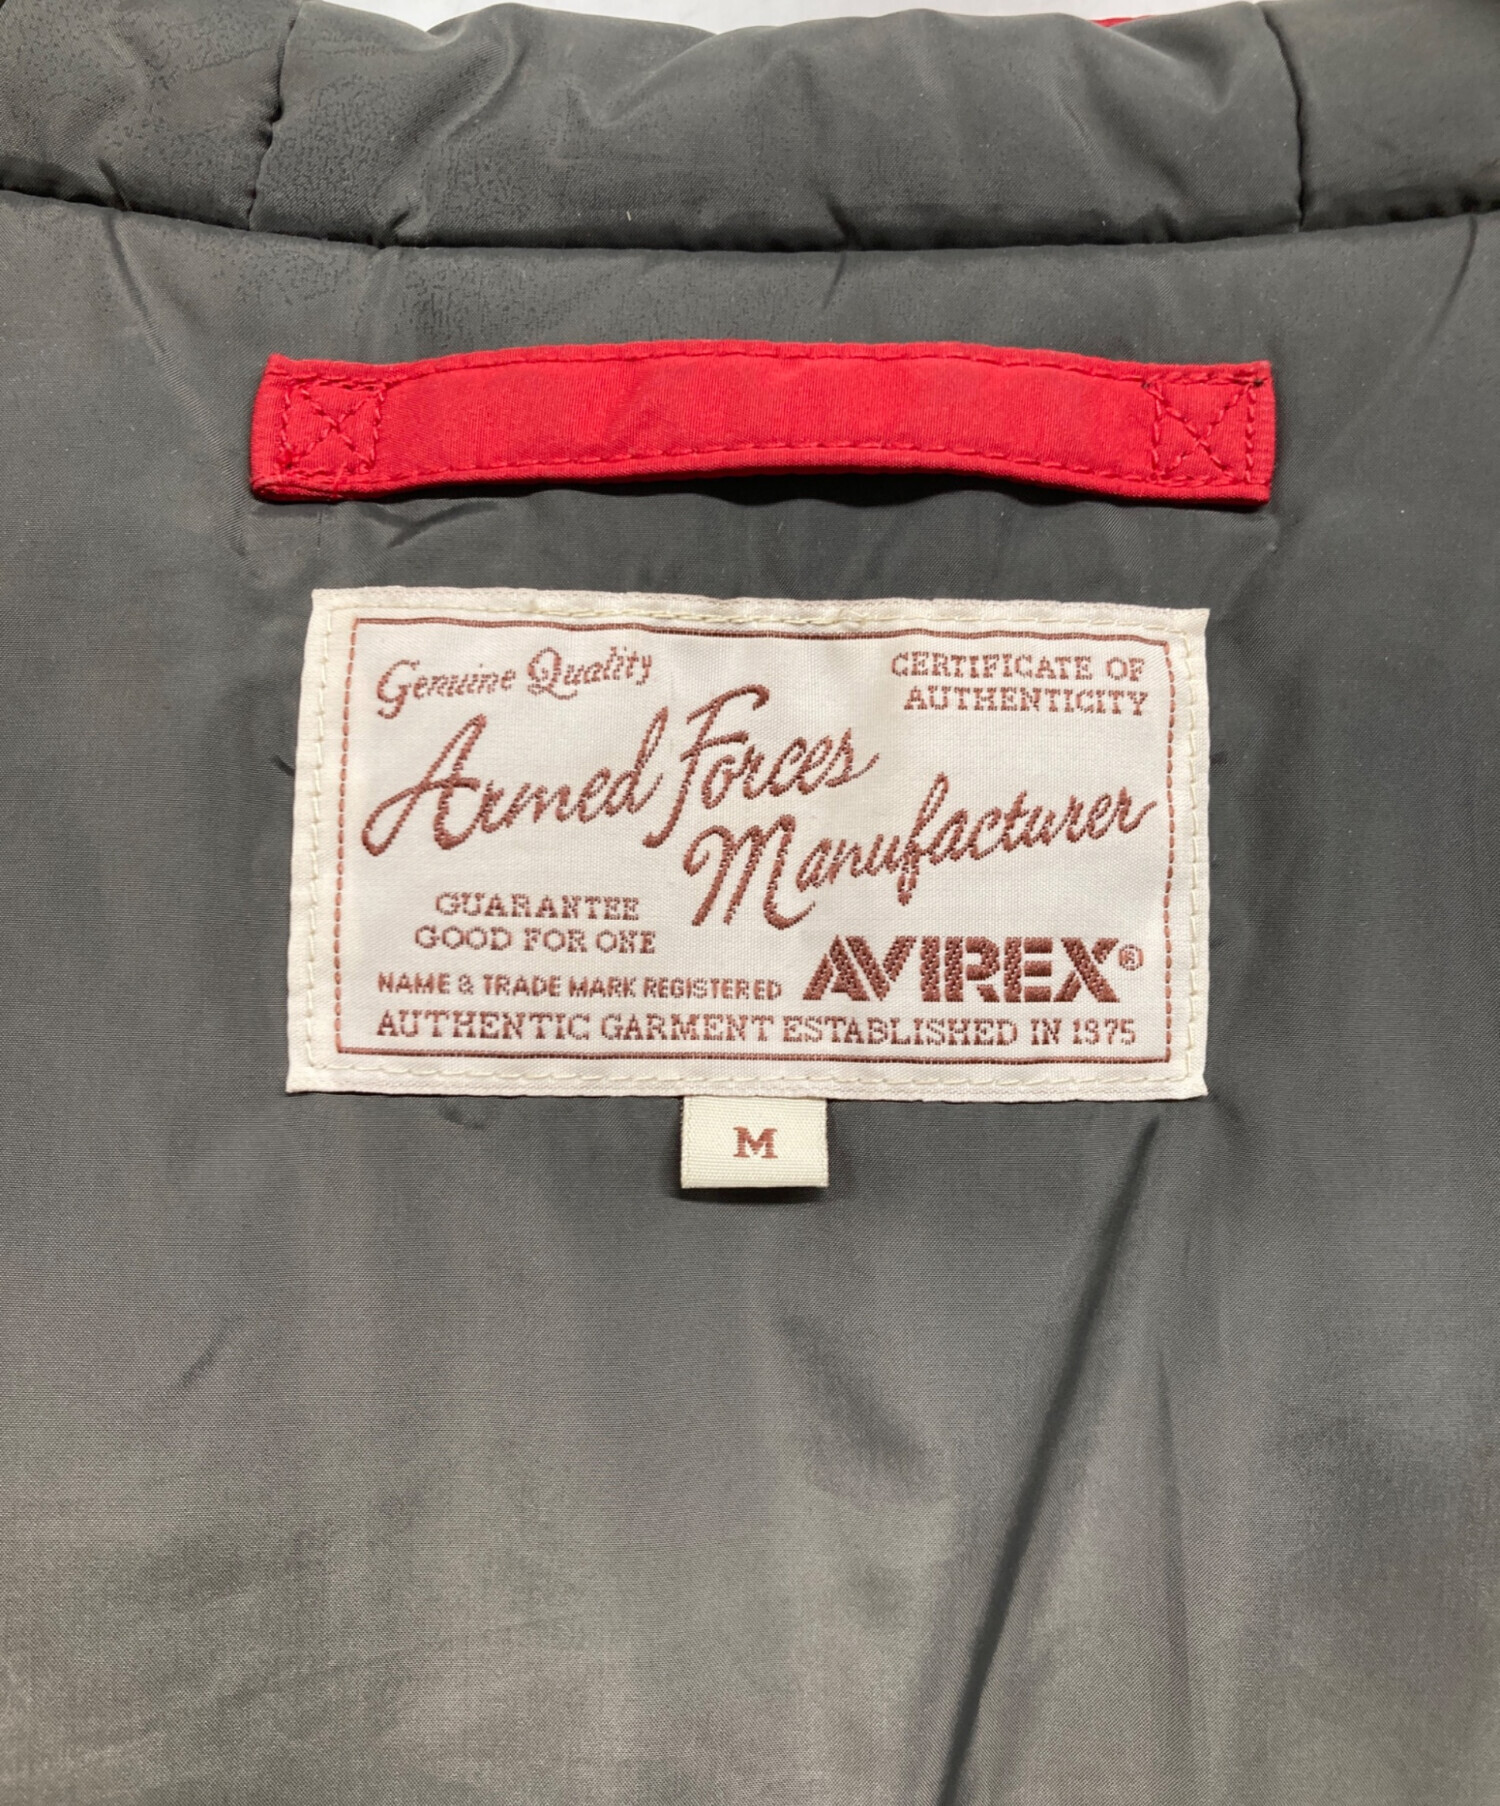 Genuine Quality
CERTIFICATE OF
AUTHENTICITY
Armed Forces
Manufacturer
GUARANTEE
GOOD FOR ONE
NAME & TRADE MARK REGISTERED
AVIREX®
AUTHENTIC GARMENT ESTABLISHED IN 1975
M